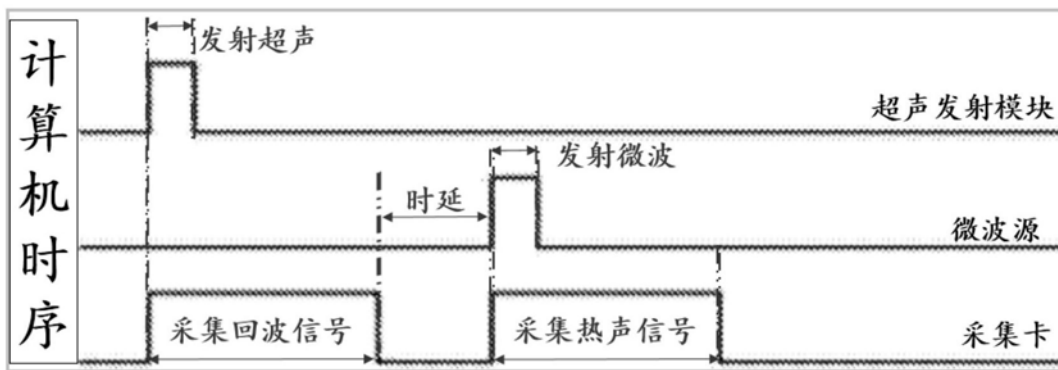 计算机时序
发射超声
超声发射模块
发射微波
时延
微波源
采集回波信号
采集热声信号
采集卡